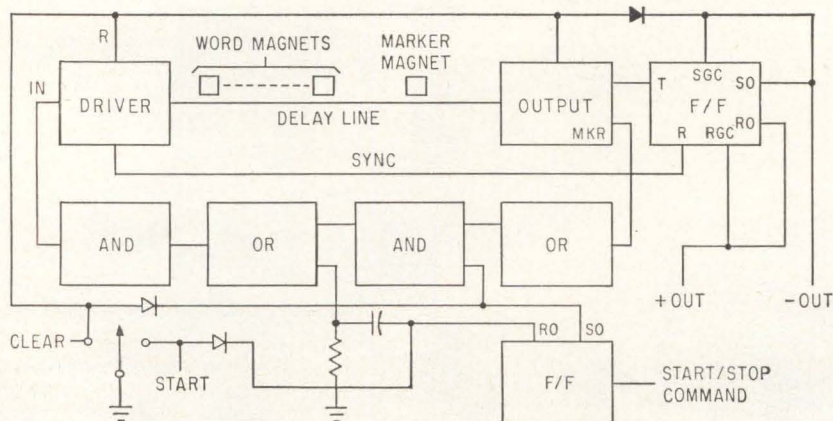 R
WORD MAGNETS
MARKER
MAGNET
IN
DRIVER
DELAY LINE
OUTPUT
MKR
SYNC
T
SGC
SO
F/F
RO
R
RGC
AND
OR
AND
OR
+OUT
-OUT
CLEAR
START
RO
SO
F/F
START/STOP
COMMAND